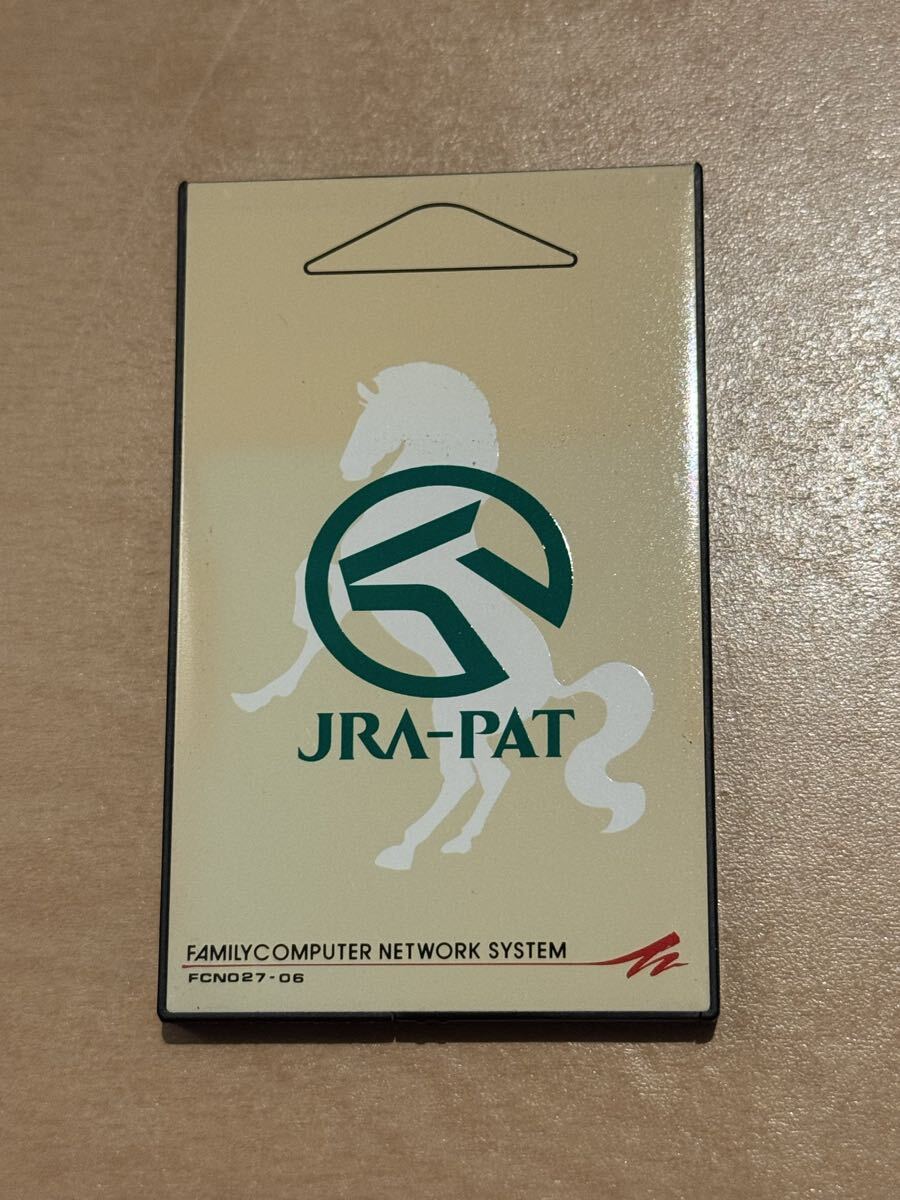 JRA-PAT
FAMILYCOMPUTER NETWORK SYSTEM
FCN027-06